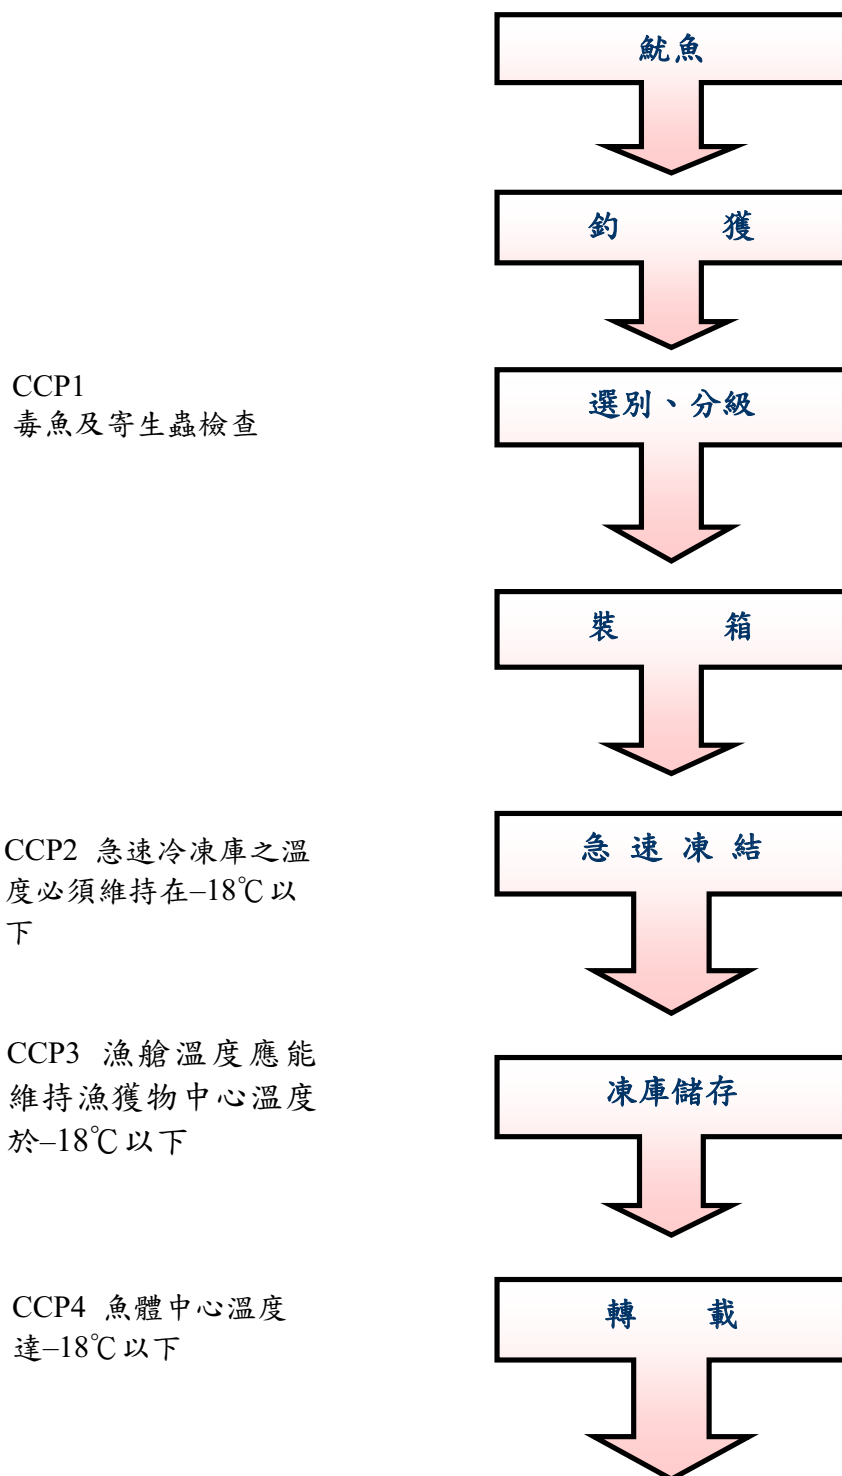 魷魚
釣 獲
CCP1
毒魚及寄生蟲檢查
選別、分級
裝 箱
CCP2 急速冷凍庫之溫
度必須維持在–18℃以
下
急 速 凍 結
CCP3 漁艙溫度應能
維持漁獲物中心溫度
於–18℃以下
凍庫儲存
CCP4 魚體中心溫度
達–18℃以下
轉 載